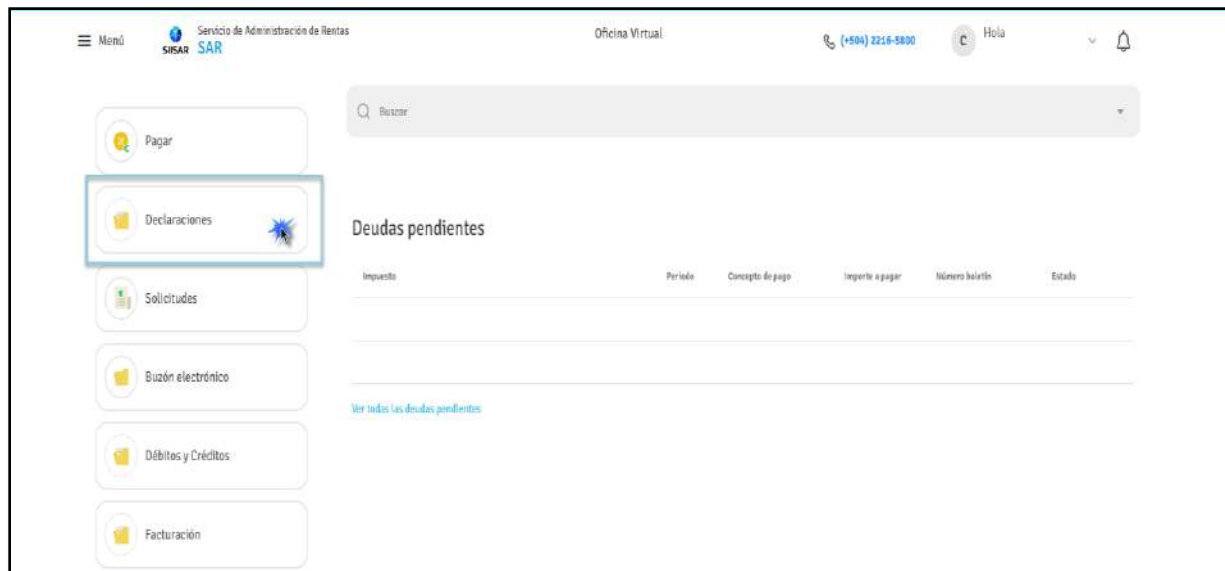 Menú
SIISAR
Servicio de Administración de Rentas
SAR
Oficina Virtual
(+504) 2216-5800
C
Hola
Buscar
Pagar
Declaraciones
Solicitudes
Buzón electrónico
Débitos y Créditos
Facturación
Deudas pendientes
Impuesto Periodo Concepto de pago Importe a pagar Número boletín Estado
Ver todas las deudas pendientes